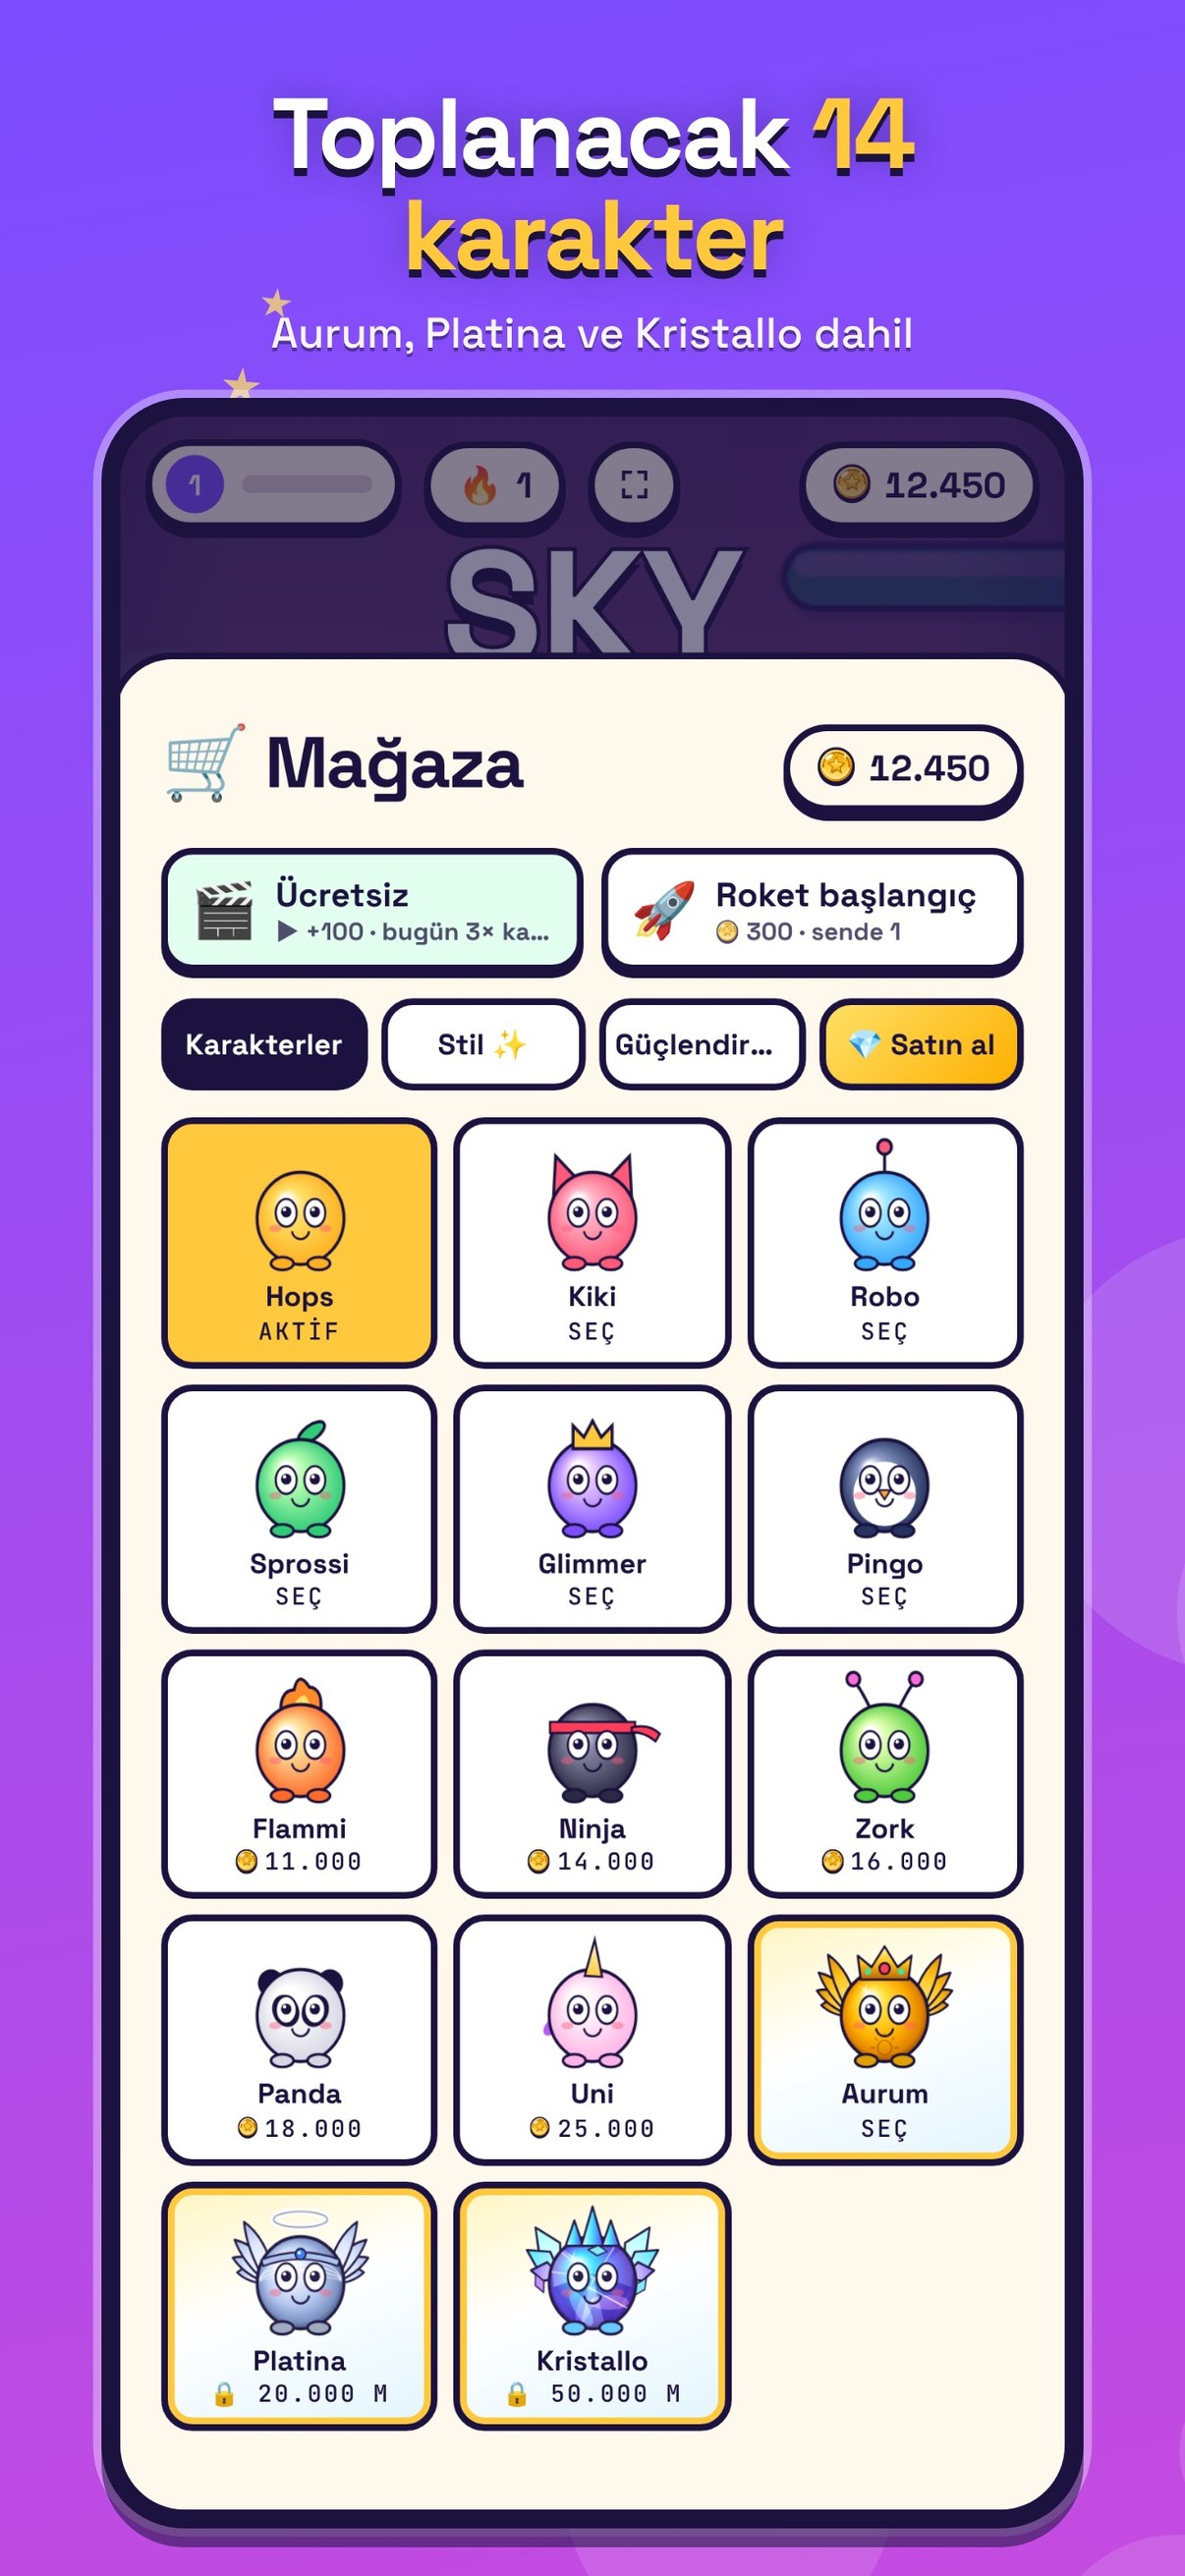 Toplanacak 14
karakter
Aurum, Platina ve Kristallo dahil
1
1
12.450
SKY
Mağaza
12.450
Ücretsiz
+100 · bugün 3× ka...
Roket başlangıç
300 · sende 1
Karakterler
Stil
Güçlendir...
Satın al
Hops
AKTİF
Kiki
SEÇ
Robo
SEÇ
Sprossi
SEÇ
Glimmer
SEÇ
Pingo
SEÇ
Flammi
11.000
Ninja
14.000
Zork
16.000
Panda
18.000
Uni
25.000
Aurum
SEÇ
Platina
20.000 M
Kristallo
50.000 M